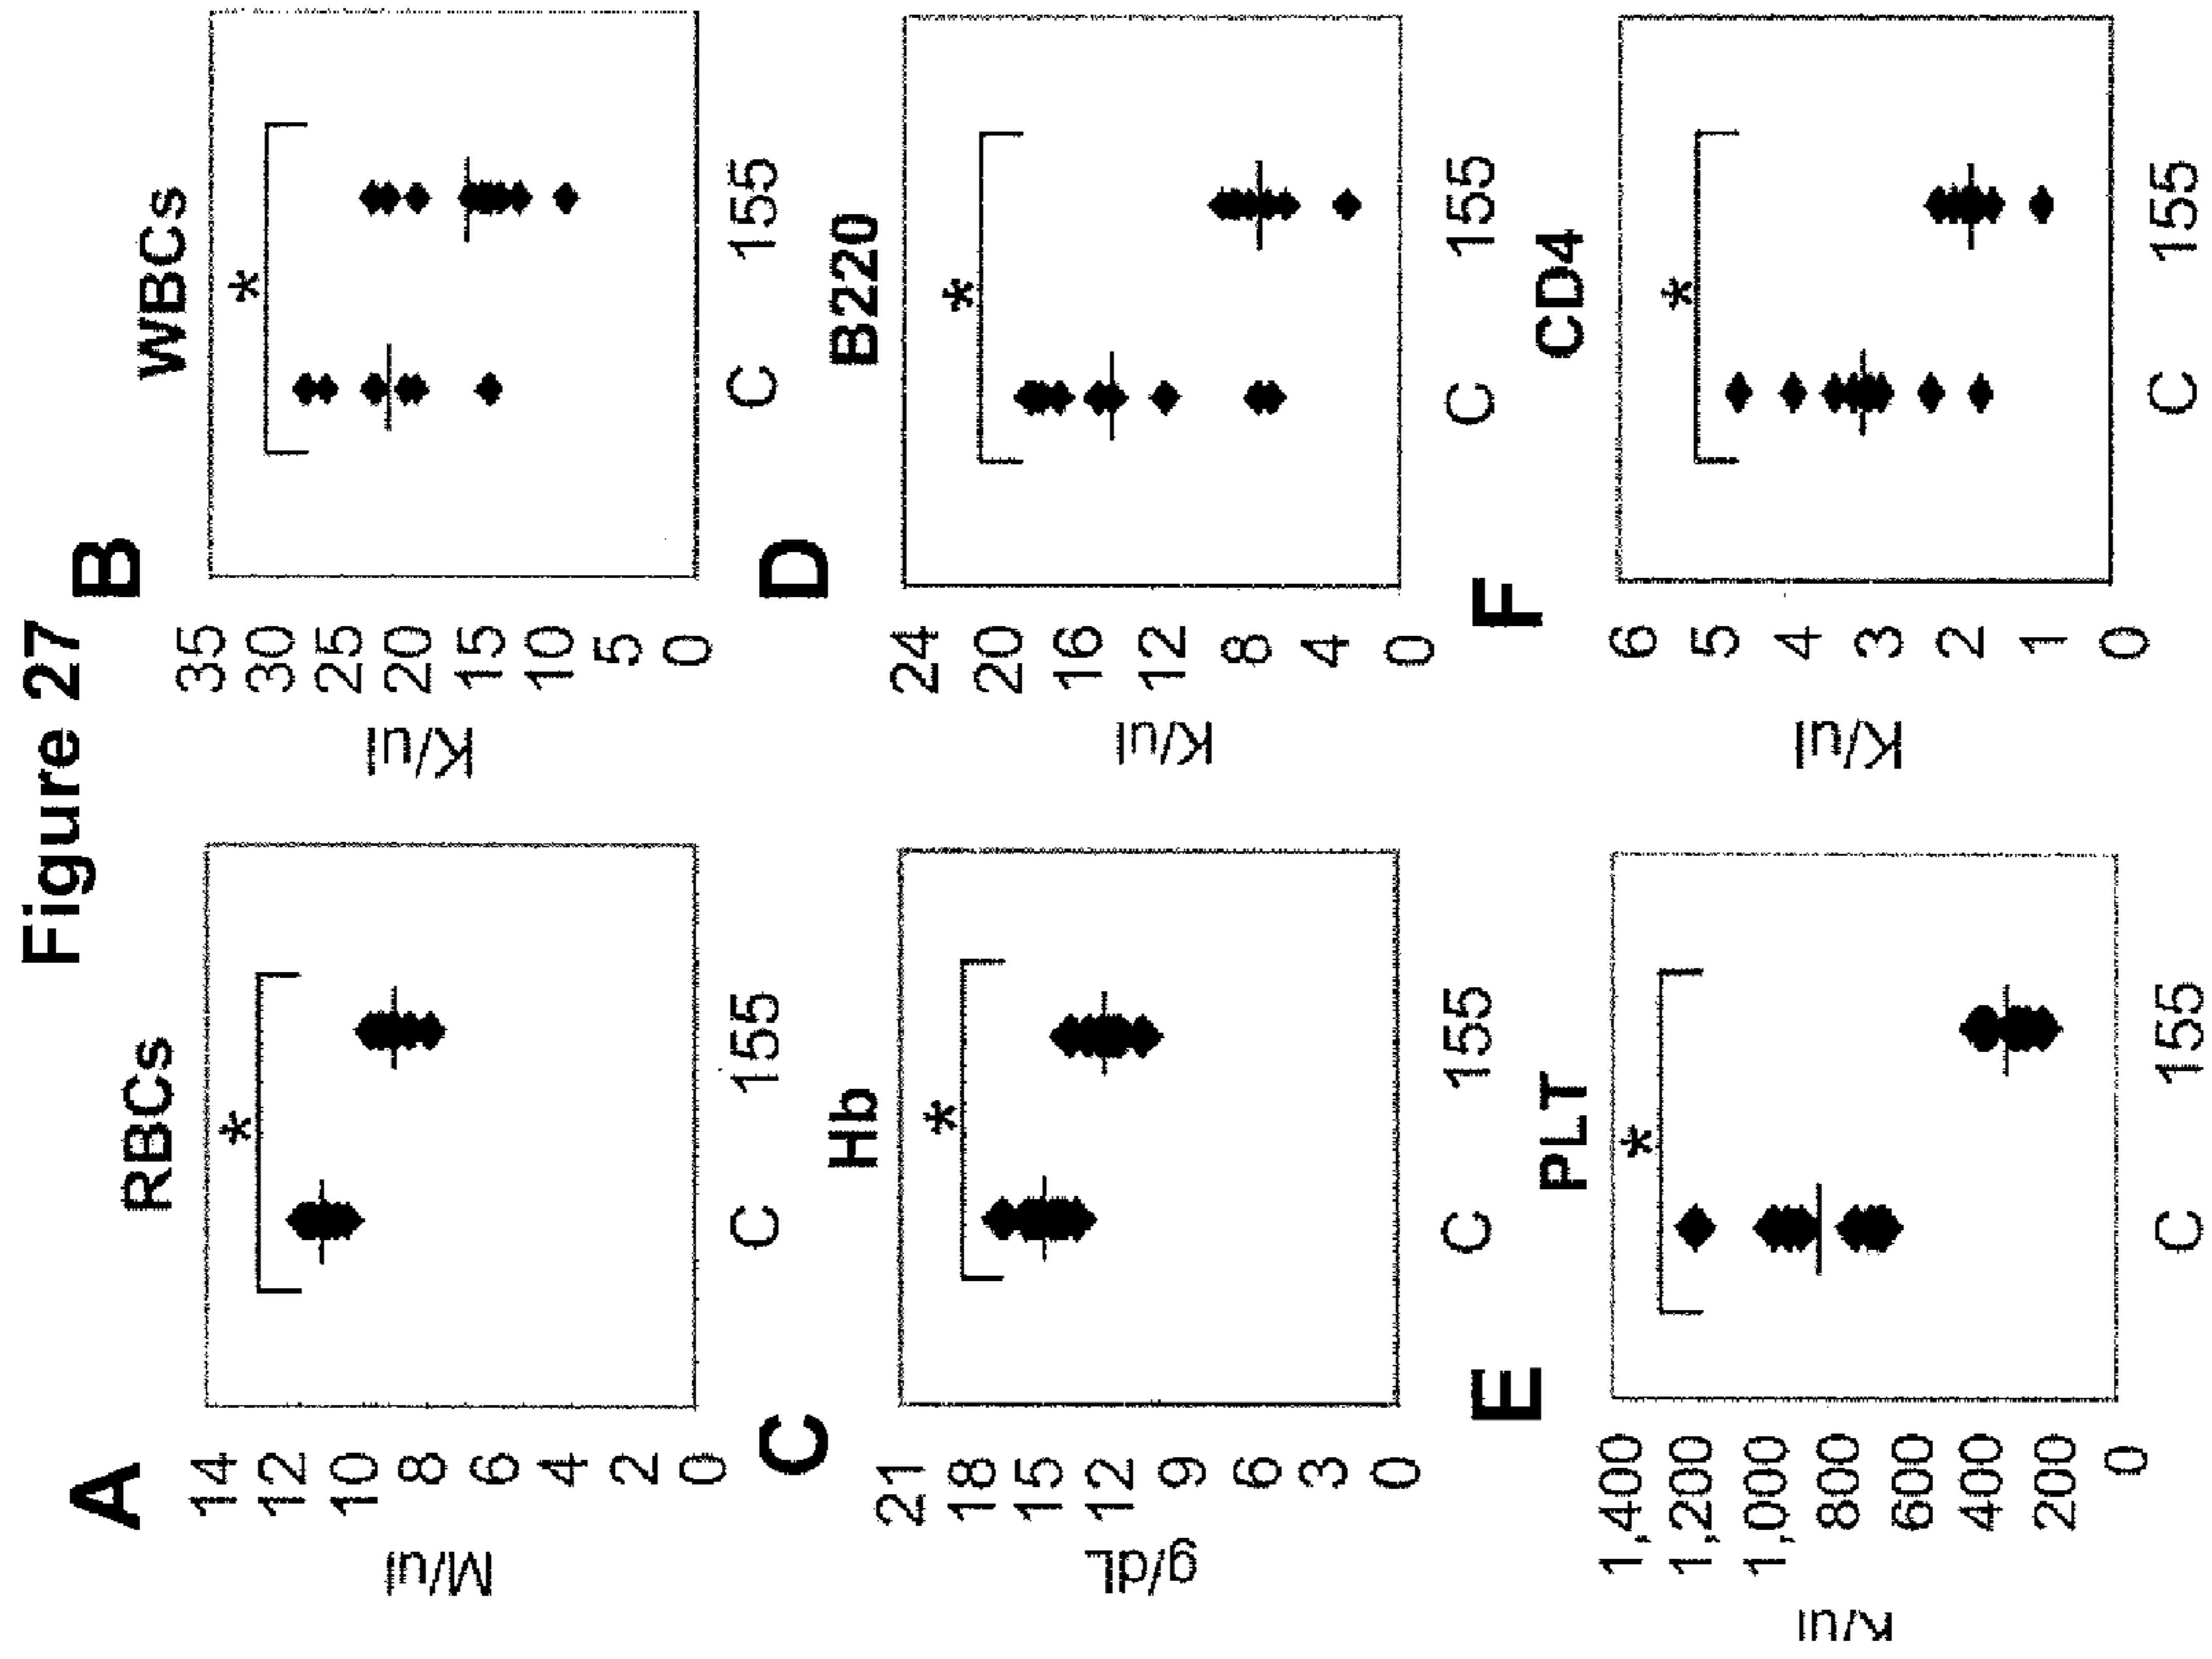 Figure 27
A
RBCs
M/ul
14
12
10
8
6
4
2
0
*
C 155
B
WBCs
K/ul
35
30
25
20
15
10
5
0
*
C 155
C
Hb
g/dL
21
18
15
12
9
6
3
0
*
C 155
D
B220
K/ul
24
20
16
12
8
4
0
*
C 155
E
PLT
K/ul
1,400
1,200
1,000
800
600
400
200
0
*
C 155
F
CD4
K/ul
6
5
4
3
2
1
0
*
C 155